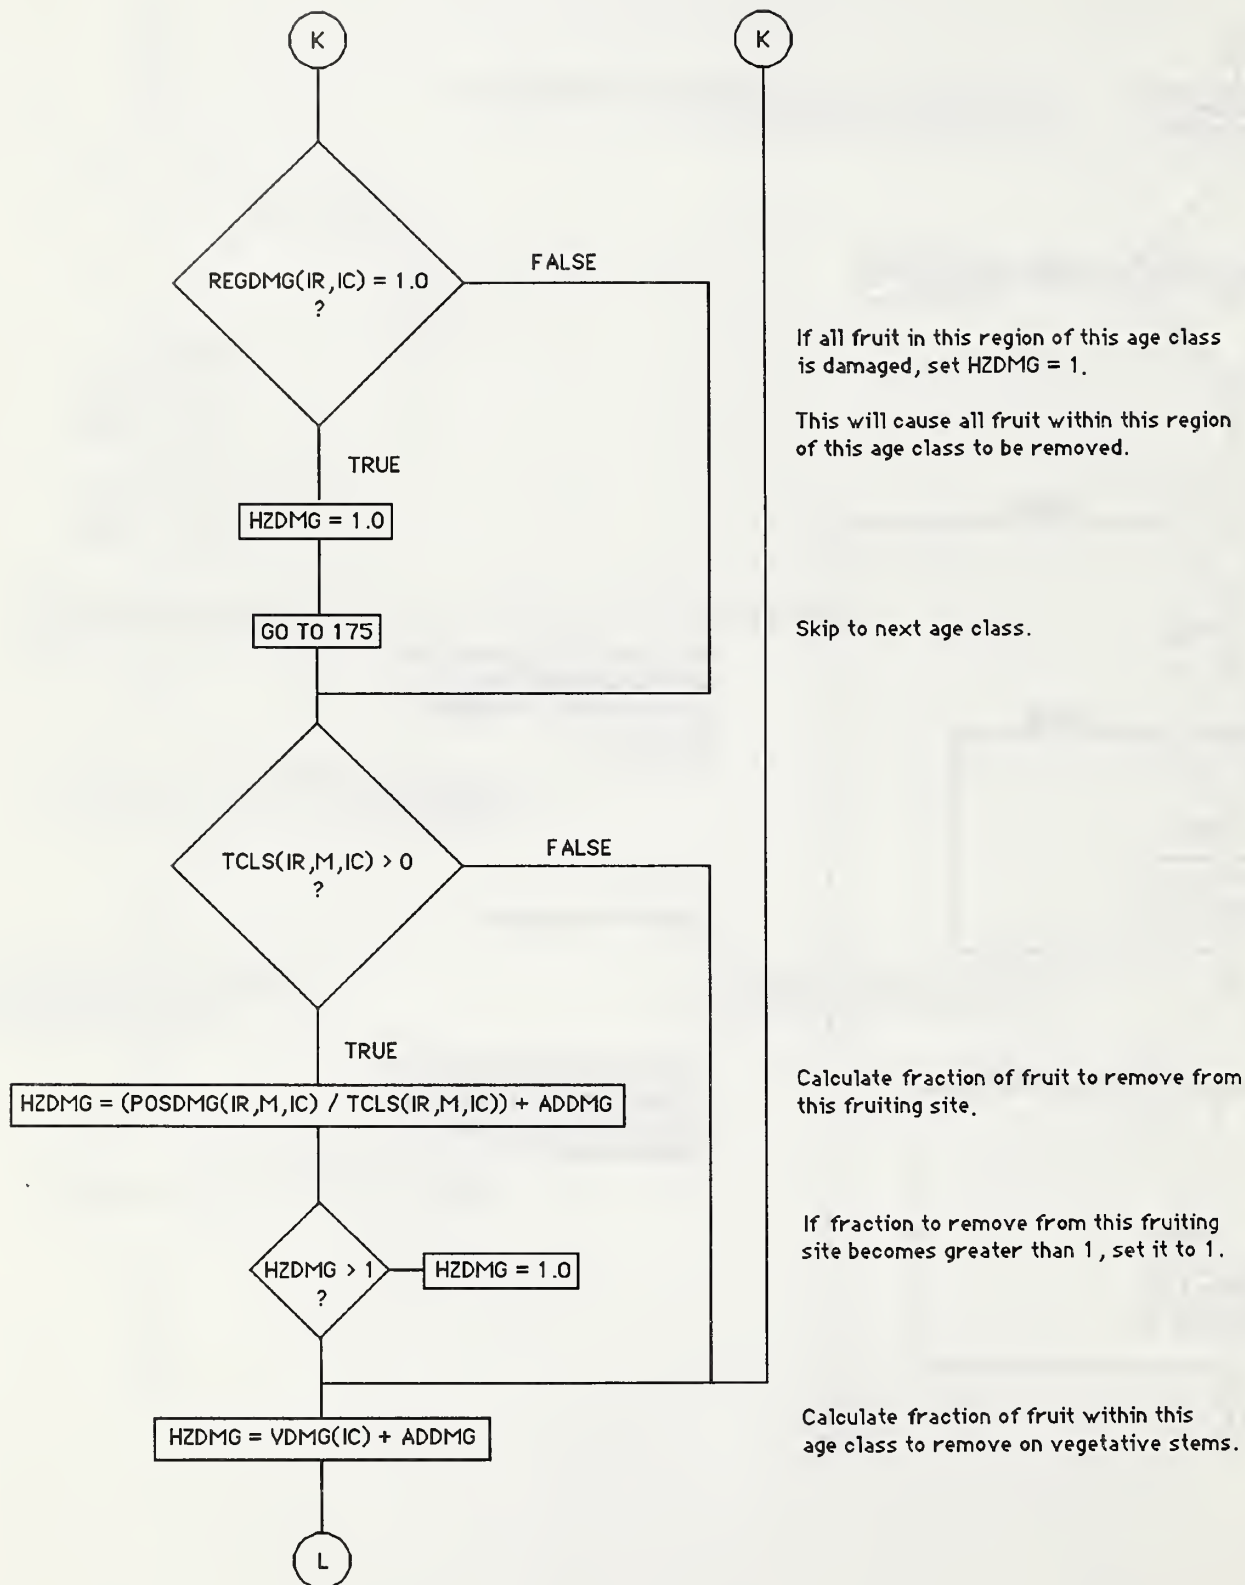 K
K
REGDMG(IR,IC) = 1.0
?
FALSE
If all fruit in this region of this age class
is damaged, set HZDMG = 1.
This will cause all fruit within this region
of this age class to be removed.
TRUE
HZDMG = 1.0
GO TO 175
Skip to next age class.
TCLS(IR,M,IC) > 0
?
FALSE
TRUE
Calculate fraction of fruit to remove from
this fruiting site.
HZDMG = (POSDMG(IR,M,IC) / TCLS(IR,M,IC)) + ADDMG
If fraction to remove from this fruiting
site becomes greater than 1, set it to 1.
HZDMG > 1
?
HZDMG = 1.0
Calculate fraction of fruit within this
age class to remove on vegetative stems.
HZDMG = VDMG(IC) + ADDMG
L